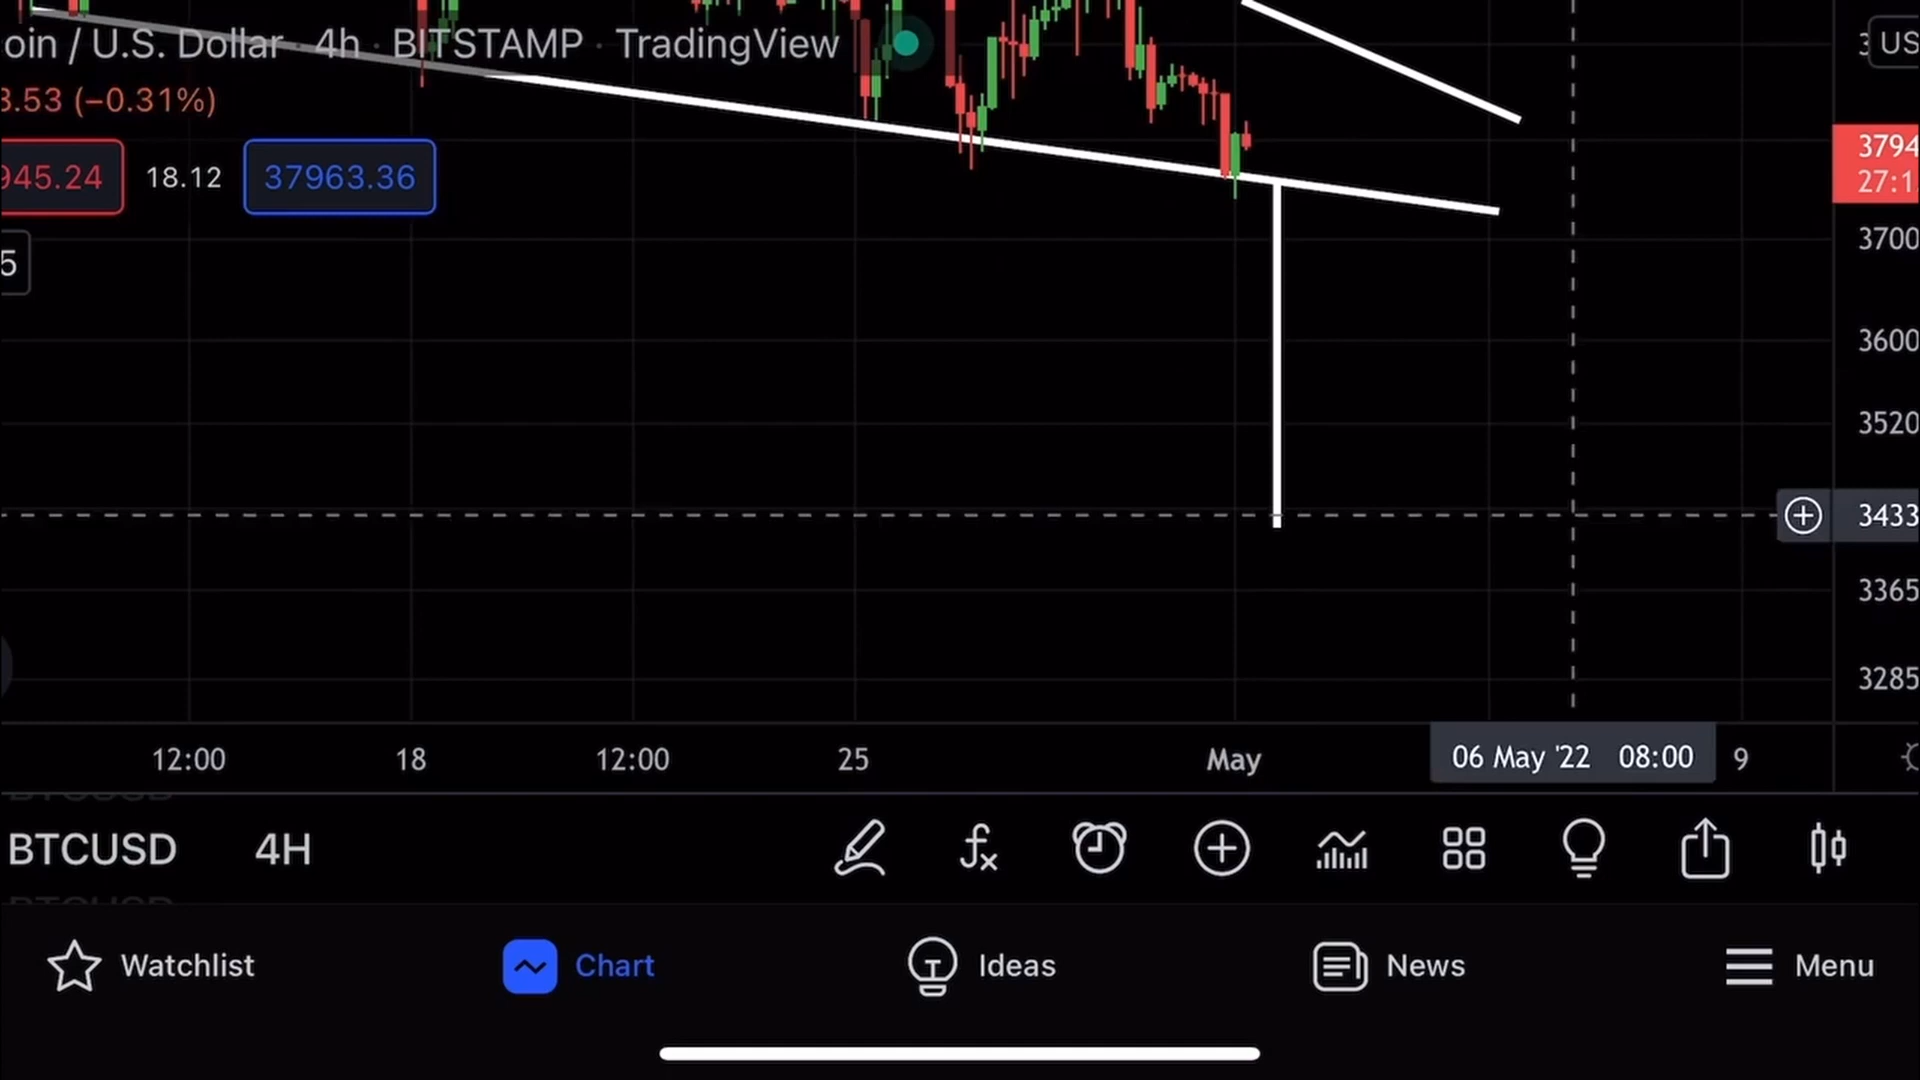 oin / U.S. Dollar · 4h · BITSTAMP · TradingView
US
3.53 (−0.31%)
945.24 18.12 37963.36
3794
27:1
3700
5
3600
3520
3433
3365
3285
12:00 18 12:00 25 May 06 May '22 08:00 9
BTCUSD 4H
Watchlist Chart Ideas News Menu